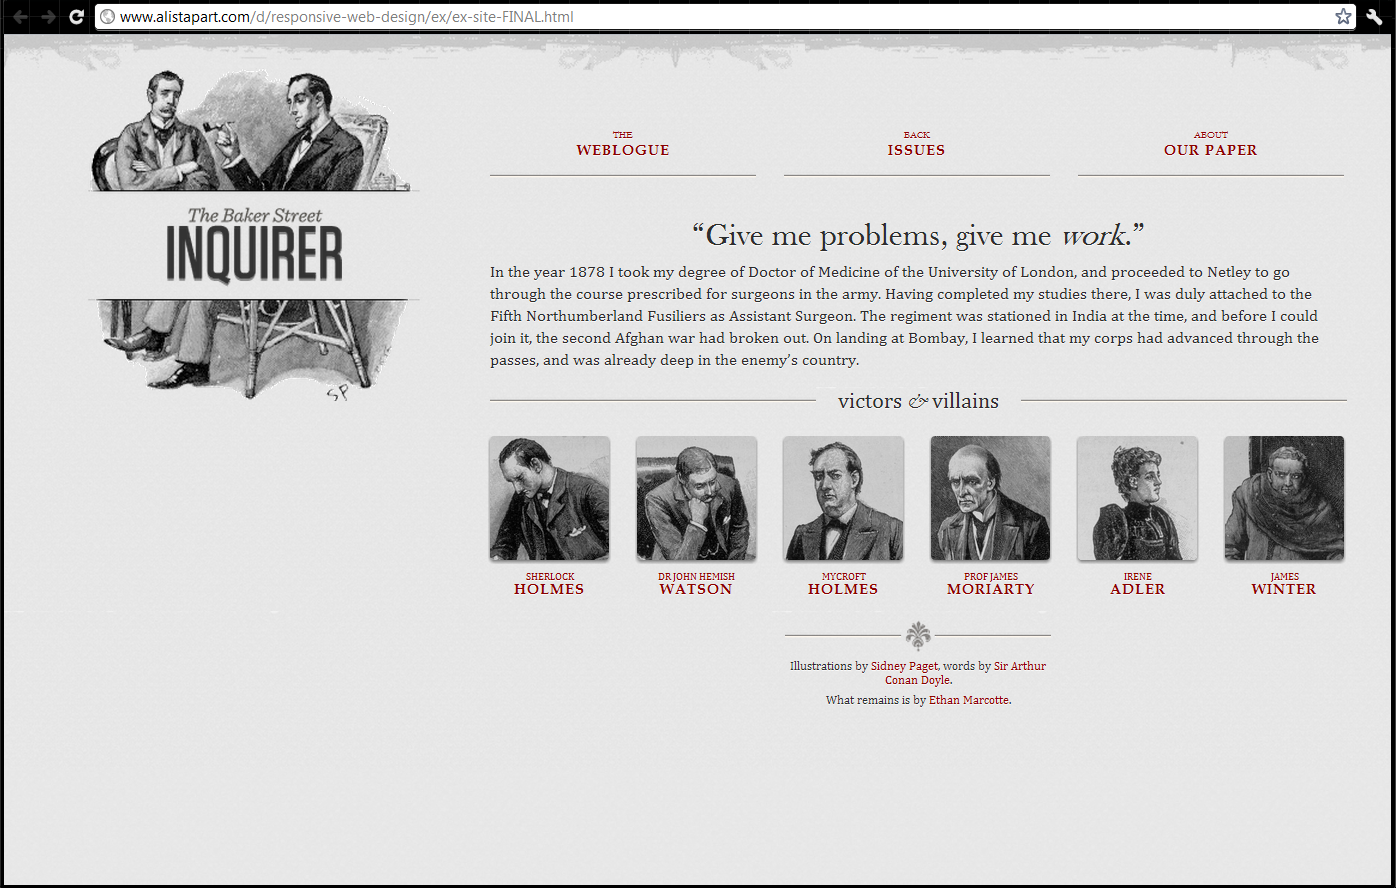 www.alistapart.com/d/responsive-web-design/ex/ex-site-FINAL.html
The Baker Street
INQUIRER
SP
THE
WEBLOGUE
BACK
ISSUES
ABOUT
OUR PAPER
“Give me problems, give me work.”
In the year 1878 I took my degree of Doctor of Medicine of the University of London, and proceeded to Netley to go
through the course prescribed for surgeons in the army. Having completed my studies there, I was duly attached to the
Fifth Northumberland Fusiliers as Assistant Surgeon. The regiment was stationed in India at the time, and before I could
join it, the second Afghan war had broken out. On landing at Bombay, I learned that my corps had advanced through the
passes, and was already deep in the enemy’s country.
victors & villains
SHERLOCK
HOLMES
DR JOHN HEMISH
WATSON
MYCROFT
HOLMES
PROF JAMES
MORIARTY
IRENE
ADLER
JAMES
WINTER
Illustrations by Sidney Paget, words by Sir Arthur
Conan Doyle.
What remains is by Ethan Marcotte.